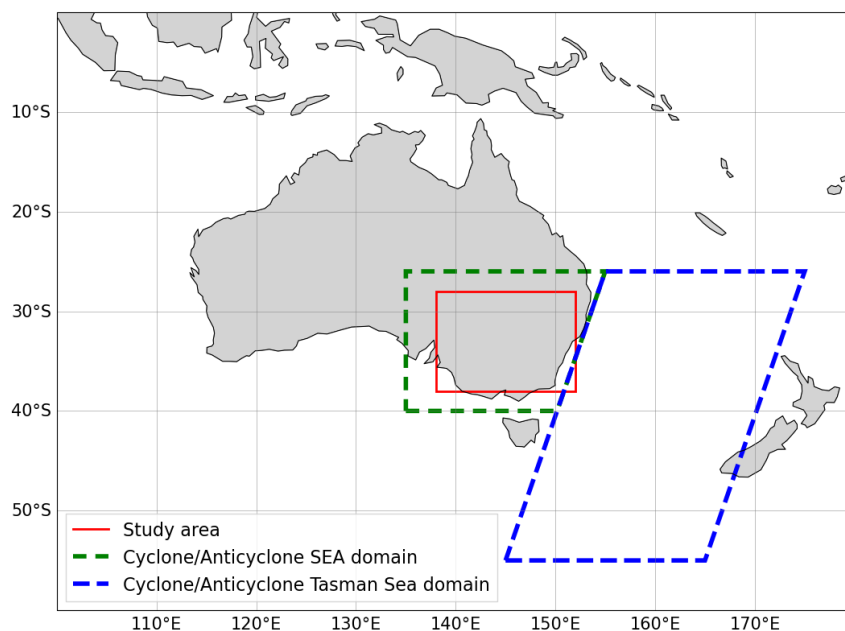 10°S
20°S
30°S
40°S
50°S
Study area
Cyclone/Anticyclone SEA domain
Cyclone/Anticyclone Tasman Sea domain
110°E 120°E 130°E 140°E 150°E 160°E 170°E